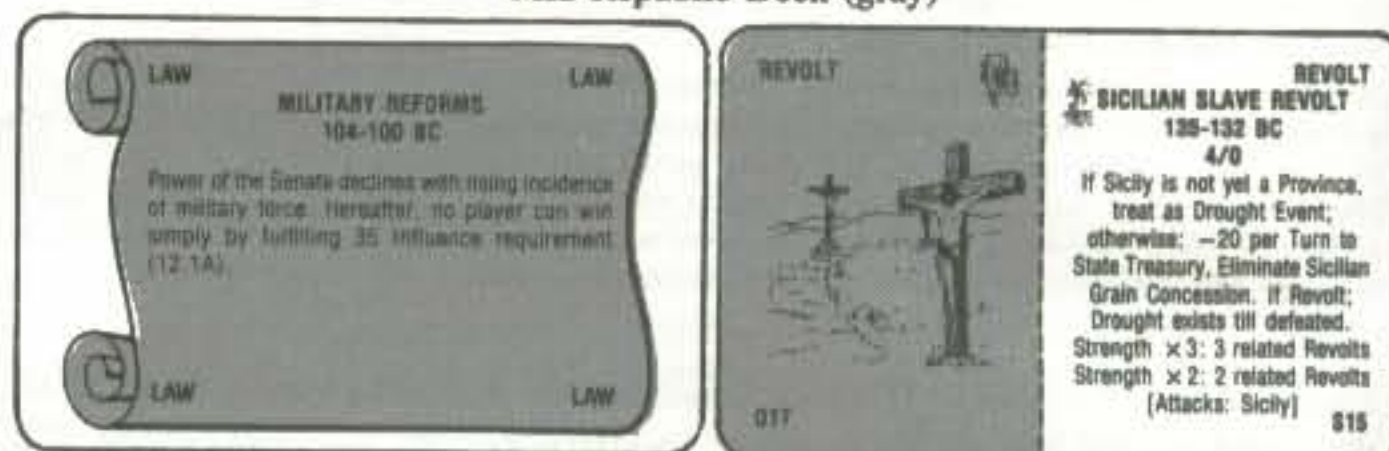 Republic Deck (gray)
LAW LAW
MILITARY REFORMS
104-100 BC
Power of the Senate declines with rising incidence
of military force. Hereafter, no player can win
simply by fulfilling 35 Influence requirement
(12.1A).
LAW LAW
REVOLT
017
REVOLT
SICILIAN SLAVE REVOLT
135-132 BC
4/0
If Sicily is not yet a Province,
treat as Drought Event;
otherwise: −20 per Turn to
State Treasury, Eliminate Sicilian
Grain Concession. If Revolt;
Drought exists till defeated.
Strength ×3: 3 related Revolts
Strength ×2: 2 related Revolts
[Attacks: Sicily]
$15